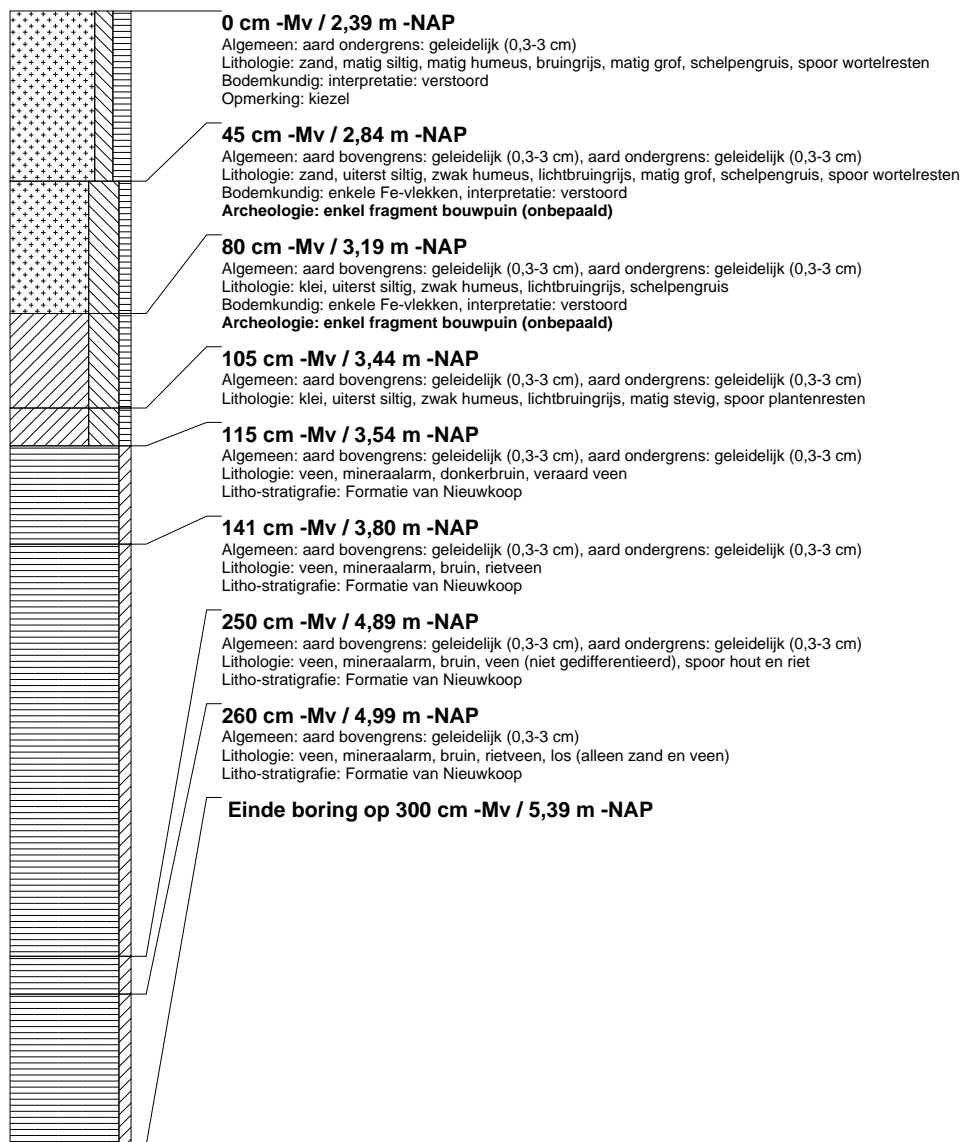 0 cm -Mv / 2,39 m -NAP
Algemeen: aard ondergrens: geleidelijk (0,3-3 cm)
Lithologie: zand, matig siltig, matig humeus, bruingrijs, matig grof, schelpengruis, spoor wortelresten
Bodemkundig: interpretatie: verstoord
Opmerking: kiezel
45 cm -Mv / 2,84 m -NAP
Algemeen: aard bovengrens: geleidelijk (0,3-3 cm), aard ondergrens: geleidelijk (0,3-3 cm)
Lithologie: zand, uiterst siltig, zwak humeus, lichtbruingrijs, matig grof, schelpengruis, spoor wortelresten
Bodemkundig: enkele Fe-vlekken, interpretatie: verstoord
Archeologie: enkel fragment bouwpuin (onbepaald)
80 cm -Mv / 3,19 m -NAP
Algemeen: aard bovengrens: geleidelijk (0,3-3 cm), aard ondergrens: geleidelijk (0,3-3 cm)
Lithologie: klei, uiterst siltig, zwak humeus, lichtbruingrijs, schelpengruis
Bodemkundig: enkele Fe-vlekken, interpretatie: verstoord
Archeologie: enkel fragment bouwpuin (onbepaald)
105 cm -Mv / 3,44 m -NAP
Algemeen: aard bovengrens: geleidelijk (0,3-3 cm), aard ondergrens: geleidelijk (0,3-3 cm)
Lithologie: klei, uiterst siltig, zwak humeus, lichtbruingrijs, matig stevig, spoor plantenresten
115 cm -Mv / 3,54 m -NAP
Algemeen: aard bovengrens: geleidelijk (0,3-3 cm), aard ondergrens: geleidelijk (0,3-3 cm)
Lithologie: veen, mineraalarm, donkerbruin, veraard veen
Litho-stratigrafie: Formatie van Nieuwkoop
141 cm -Mv / 3,80 m -NAP
Algemeen: aard bovengrens: geleidelijk (0,3-3 cm), aard ondergrens: geleidelijk (0,3-3 cm)
Lithologie: veen, mineraalarm, bruin, rietveen
Litho-stratigrafie: Formatie van Nieuwkoop
250 cm -Mv / 4,89 m -NAP
Algemeen: aard bovengrens: geleidelijk (0,3-3 cm), aard ondergrens: geleidelijk (0,3-3 cm)
Lithologie: veen, mineraalarm, bruin, veen (niet gedifferentieerd), spoor hout en riet
Litho-stratigrafie: Formatie van Nieuwkoop
260 cm -Mv / 4,99 m -NAP
Algemeen: aard bovengrens: geleidelijk (0,3-3 cm)
Lithologie: veen, mineraalarm, bruin, rietveen, los (alleen zand en veen)
Litho-stratigrafie: Formatie van Nieuwkoop
Einde boring op 300 cm -Mv / 5,39 m -NAP